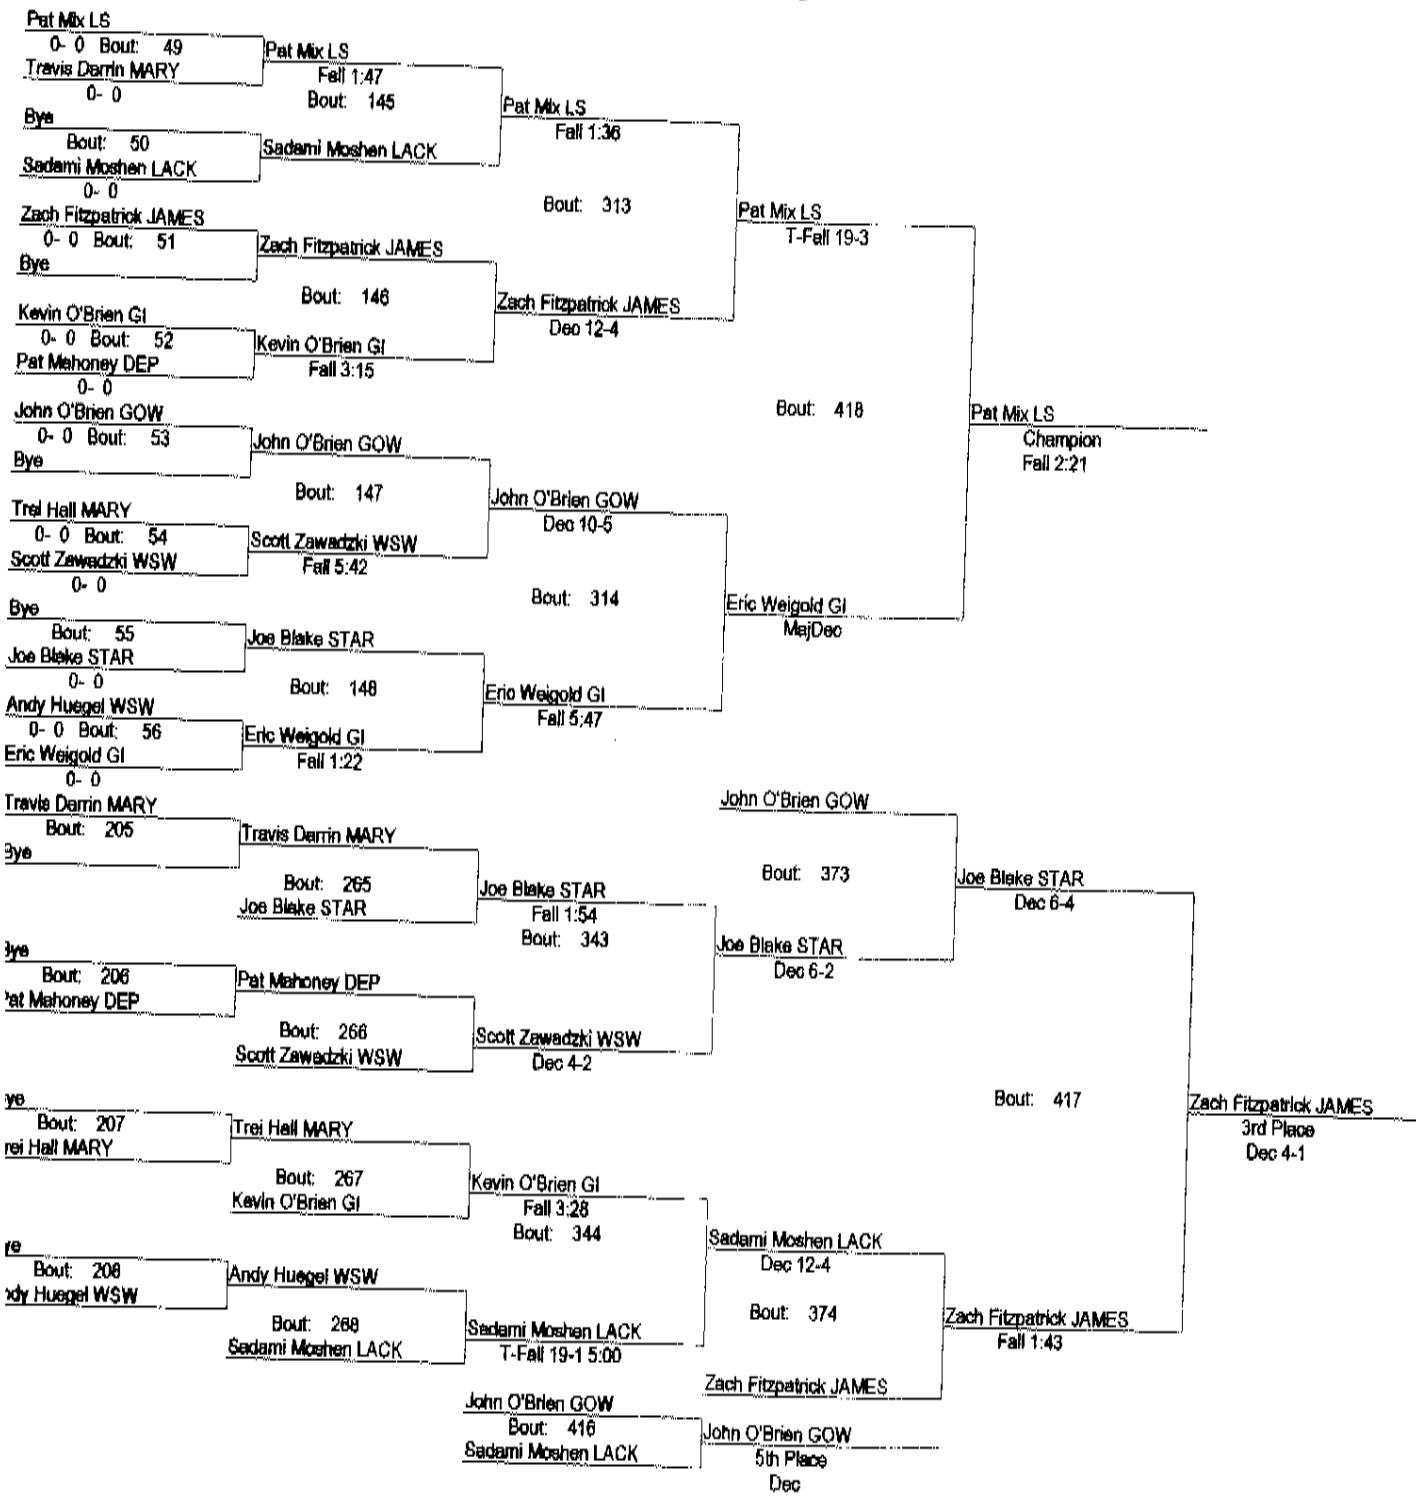 Pat Mix LS
0- 0 Bout: 49
Travis Darrin MARY
0- 0
Bye
Bout: 50
Sadami Moshen LACK
0- 0
Zach Fitzpatrick JAMES
0- 0 Bout: 51
Bye
Kevin O'Brien GI
0- 0 Bout: 52
Pat Mahoney DEP
0- 0
John O'Brien GOW
0- 0 Bout: 53
Bye
Trei Hall MARY
0- 0 Bout: 54
Scott Zawadzki WSW
0- 0
Bye
Bout: 55
Joe Blake STAR
0- 0
Andy Huegel WSW
0- 0 Bout: 56
Eric Weigold GI
0- 0
Pat Mix LS
Fall 1:47
Bout: 145
Sadami Moshen LACK
Zach Fitzpatrick JAMES
Bout: 146
Kevin O'Brien GI
Fall 3:15
John O'Brien GOW
Bout: 147
Scott Zawadzki WSW
Fall 5:42
Joe Blake STAR
Bout: 148
Eric Weigold GI
Fall 1:22
Pat Mix LS
Fall 1:36
Bout: 313
Zach Fitzpatrick JAMES
Dec 12-4
John O'Brien GOW
Dec 10-5
Bout: 314
Eric Weigold GI
Fall 5:47
Pat Mix LS
T-Fall 19-3
Bout: 418
Eric Weigold GI
MajDec
Pat Mix LS
Champion
Fall 2:21
Travis Darrin MARY
Bout: 205
Bye
Bye
Bout: 206
Pat Mahoney DEP
ye
Bout: 207
rei Hall MARY
ye
Bout: 208
ndy Huegel WSW
Travis Darrin MARY
Bout: 265
Joe Blake STAR
Pat Mahoney DEP
Bout: 266
Scott Zawadzki WSW
Trei Hall MARY
Bout: 267
Kevin O'Brien GI
Andy Huegel WSW
Bout: 268
Sadami Moshen LACK
Joe Blake STAR
Fall 1:54
Bout: 343
Scott Zawadzki WSW
Dec 4-2
Kevin O'Brien GI
Fall 3:28
Bout: 344
Sadami Moshen LACK
T-Fall 19-1 5:00
John O'Brien GOW
Bout: 373
Joe Blake STAR
Dec 6-2
Sadami Moshen LACK
Dec 12-4
Bout: 374
Zach Fitzpatrick JAMES
Joe Blake STAR
Dec 6-4
Bout: 417
Zach Fitzpatrick JAMES
Fall 1:43
Zach Fitzpatrick JAMES
3rd Place
Dec 4-1
John O'Brien GOW
Bout: 416
Sadami Moshen LACK
John O'Brien GOW
5th Place
Dec